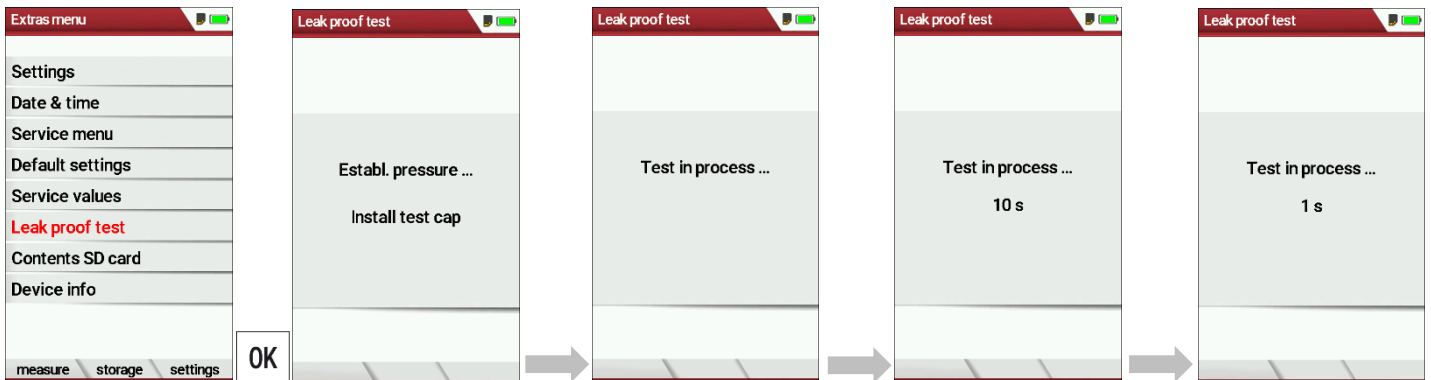 Extras menu
Settings
Date & time
Service menu
Default settings
Service values
Leak proof test
Contents SD card
Device info
measure storage settings
OK
Leak proof test
Establ. pressure ...
Install test cap
Leak proof test
Test in process ...
Leak proof test
Test in process ...
10 s
Leak proof test
Test in process ...
1 s